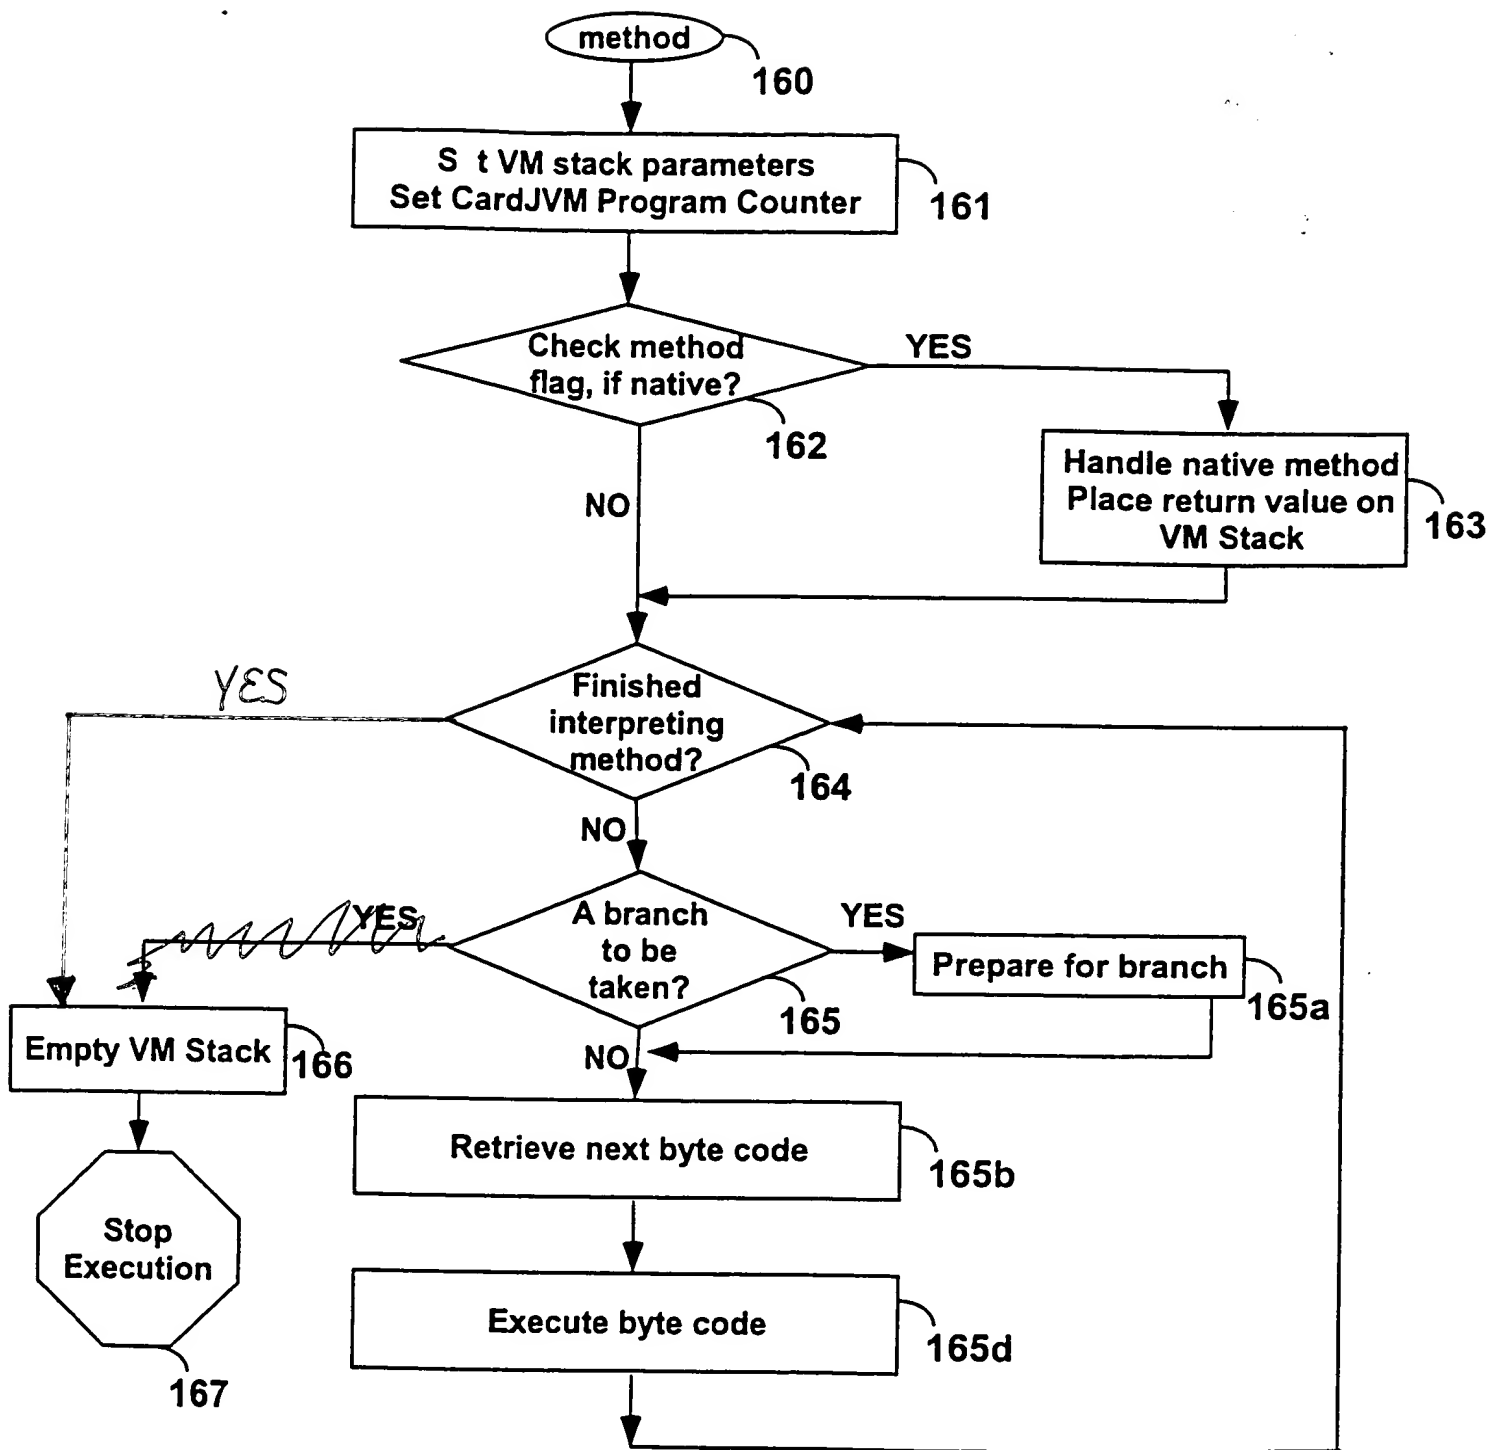 method
160
S t VM stack parameters
Set CardJVM Program Counter
161
Check method
flag, if native?
162
YES
Handle native method
Place return value on
VM Stack
163
NO
YES
Finished
interpreting
method?
164
NO
YES
A branch
to be
taken?
165
YES
Prepare for branch
165a
NO
Empty VM Stack
166
Retrieve next byte code
165b
Stop
Execution
167
Execute byte code
165d